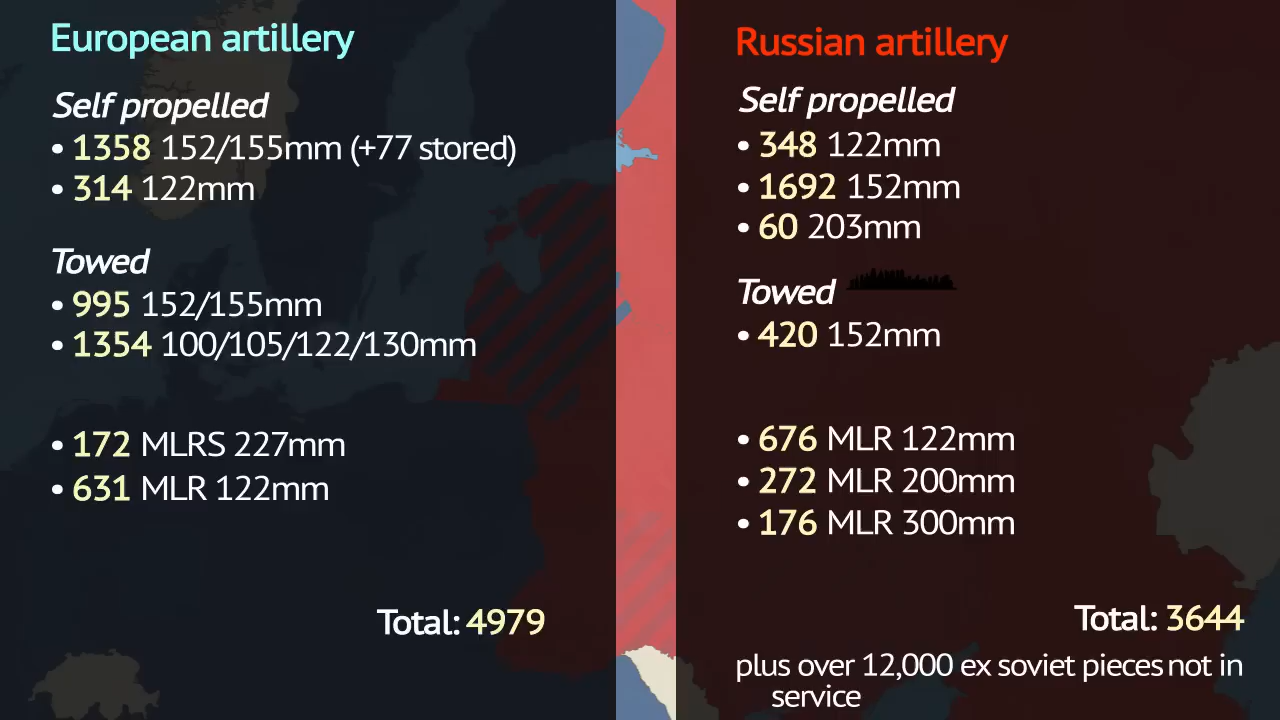 European artillery
Self propelled
• 1358 152/155mm (+77 stored)
• 314 122mm
Towed
• 995 152/155mm
• 1354 100/105/122/130mm
• 172 MLRS 227mm
• 631 MLR 122mm
Total: 4979
Russian artillery
Self propelled
• 348 122mm
• 1692 152mm
• 60 203mm
Towed
• 420 152mm
• 676 MLR 122mm
• 272 MLR 200mm
• 176 MLR 300mm
Total: 3644
plus over 12,000 ex soviet pieces not in
service